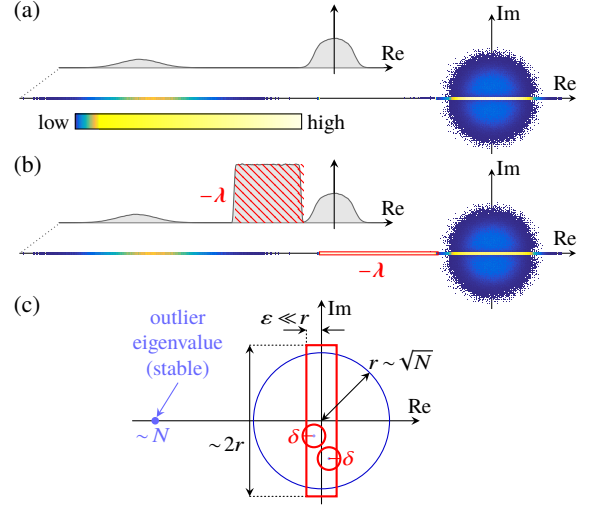 (a)
Im
Re
Re
low
high
(b)
Im
−λ
Re
Re
−λ
(c)
Im
ε ≪ r
outlier
eigenvalue
(stable)
r ~ √N
Re
~N
~2r
δ
δ